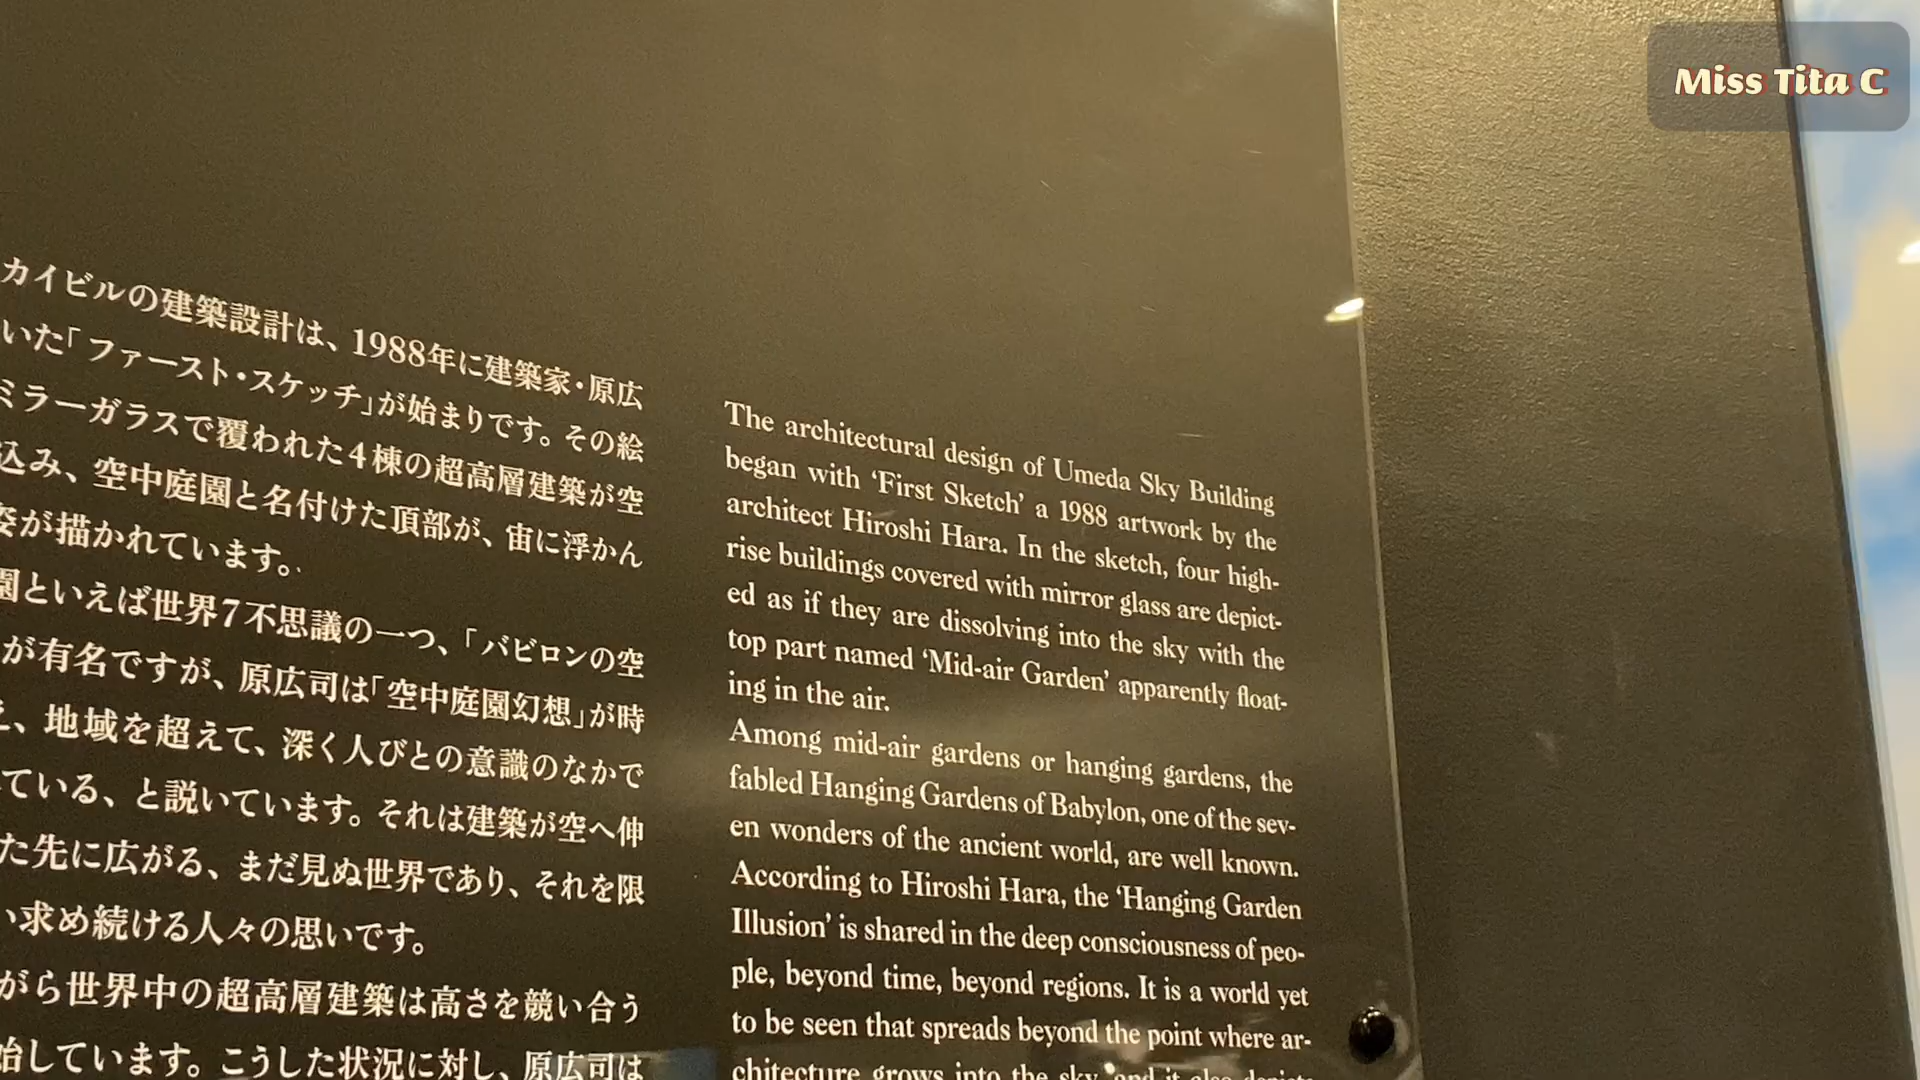 カイビルの建築設計は、1988年に建築家・原広
いた「ファースト・スケッチ」が始まりです。その絵
ミラーガラスで覆われた4棟の超高層建築が空
込み、空中庭園と名付けた頂部が、宙に浮かん
姿が描かれています。
園といえば世界7不思議の一つ、「バビロンの空
が有名ですが、原広司は「空中庭園幻想」が時
、地域を超えて、深く人びとの意識のなかで
ている、と説いています。それは建築が空へ伸
た先に広がる、まだ見ぬ世界であり、それを限
い求め続ける人々の思いです。
がら世界中の超高層建築は高さを競い合う
始しています。こうした状況に対し、原広司は
The architectural design of Umeda Sky Building
began with ‘First Sketch’ a 1988 artwork by the
architect Hiroshi Hara. In the sketch, four high-
rise buildings covered with mirror glass are depict-
ed as if they are dissolving into the sky with the
top part named ‘Mid-air Garden’ apparently float-
ing in the air.
Among mid-air gardens or hanging gardens, the
fabled Hanging Gardens of Babylon, one of the sev-
en wonders of the ancient world, are well known.
According to Hiroshi Hara, the ‘Hanging Garden
Illusion’ is shared in the deep consciousness of peo-
ple, beyond time, beyond regions. It is a world yet
to be seen that spreads beyond the point where ar-
chitecture grows into the sky, and it also depicts
Miss Tita C